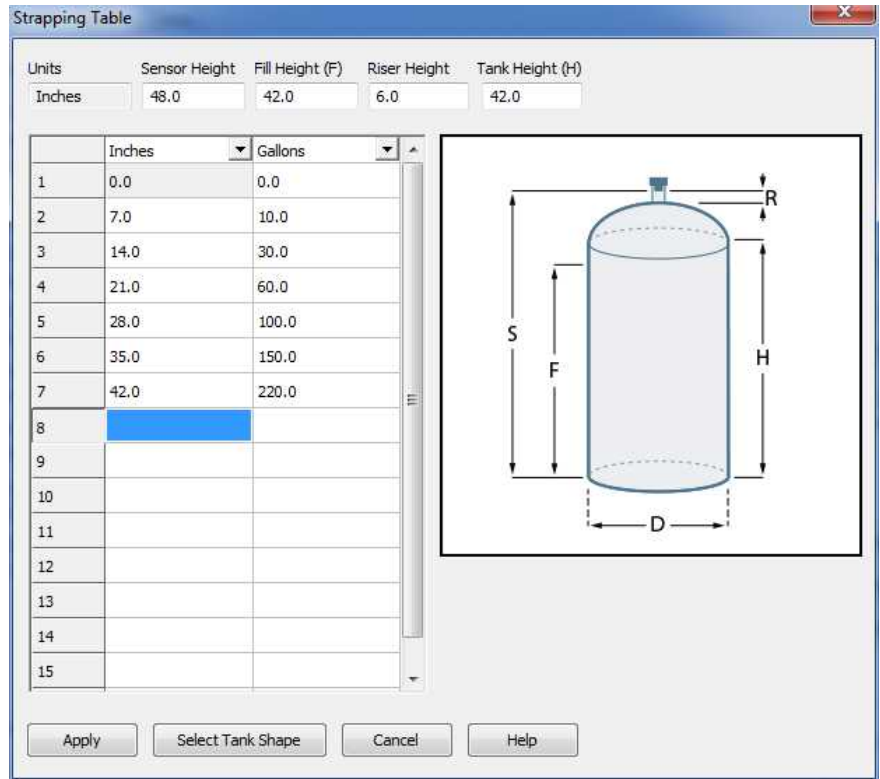 Strapping Table
Units Sensor Height Fill Height (F) Riser Height Tank Height (H)
Inches 48.0 42.0 6.0 42.0
Inches Gallons
1 0.0 0.0
2 7.0 10.0
3 14.0 30.0
4 21.0 60.0
5 28.0 100.0
6 35.0 150.0
7 42.0 220.0
8
9
10
11
12
13
14
15
R
S
F
H
D
Apply Select Tank Shape Cancel Help